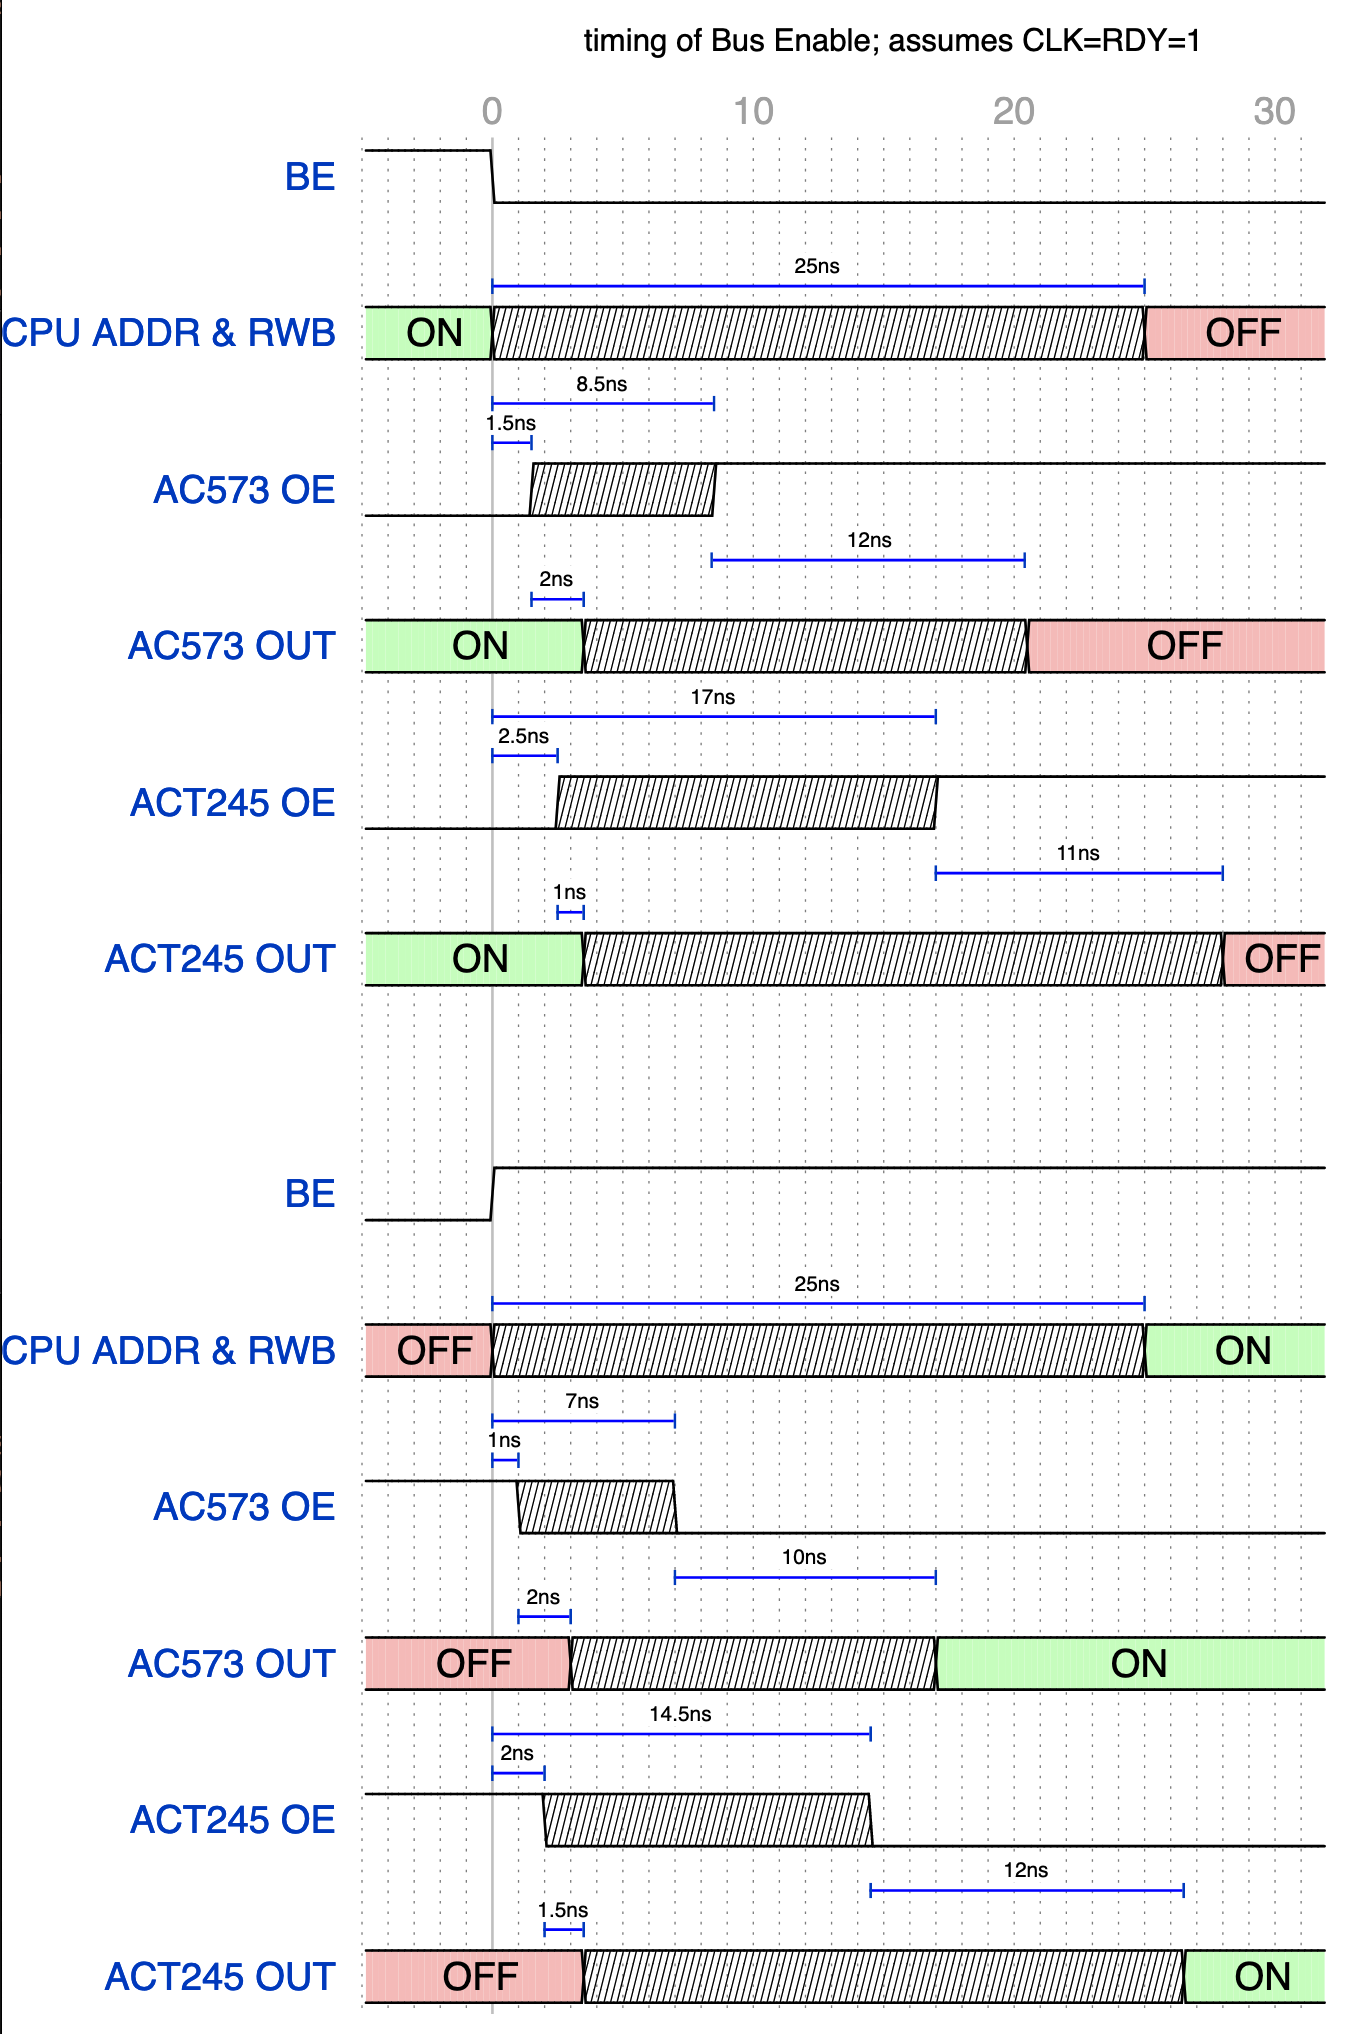 timing of Bus Enable; assumes CLK=RDY=1
0 10 20 30
BE
25ns
CPU ADDR & RWB ON OFF
8.5ns
1.5ns
AC573 OE
12ns
2ns
AC573 OUT ON OFF
17ns
2.5ns
ACT245 OE
11ns
1ns
ACT245 OUT ON OFF
BE
25ns
CPU ADDR & RWB OFF ON
7ns
1ns
AC573 OE
10ns
2ns
AC573 OUT OFF ON
14.5ns
2ns
ACT245 OE
12ns
1.5ns
ACT245 OUT OFF ON